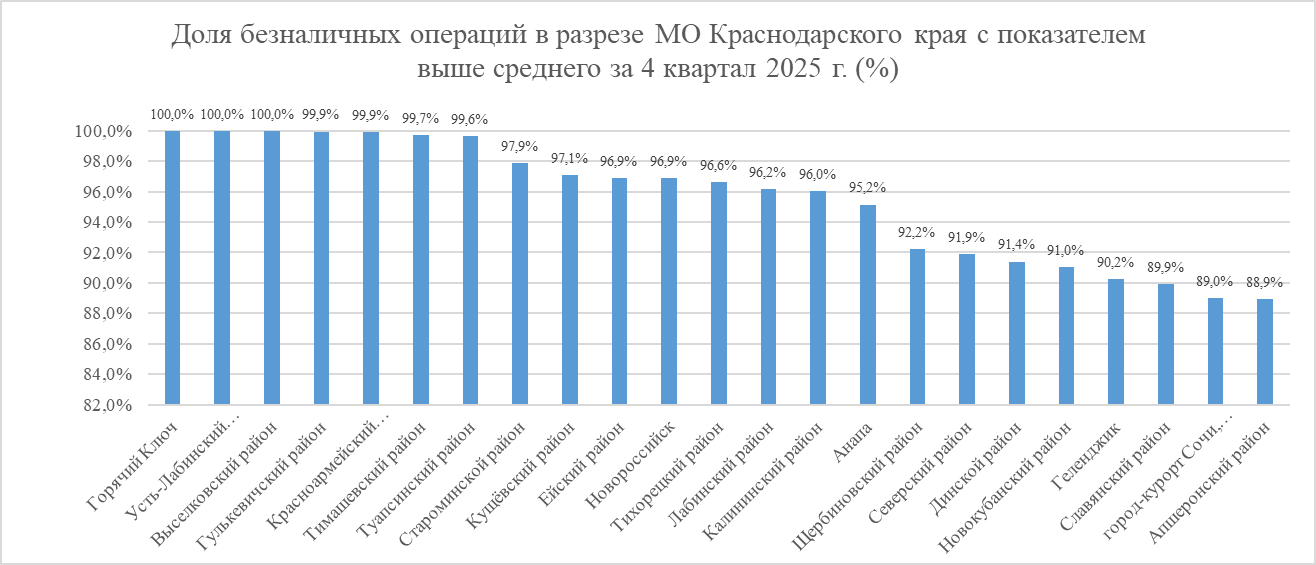 Доля безналичных операций в разрезе МО Краснодарского края с показателем
выше среднего за 4 квартал 2025 г. (%)
100,0% 100,0% 100,0% 99,9% 99,9% 99,7% 99,6% 97,9% 97,1% 96,9% 96,9% 96,6% 96,2% 96,0% 95,2% 92,2% 91,9% 91,4% 91,0% 90,2% 89,9% 89,0% 88,9%
100,0%
98,0%
96,0%
94,0%
92,0%
90,0%
88,0%
86,0%
84,0%
82,0%
Горячий Ключ
Усть-Лабинский…
Выселковский район
Гулькевичский район
Красноармейский…
Тимашевский район
Туапсинский район
Староминской район
Кущёвский район
Ейский район
Новороссийск
Тихорецкий район
Лабинский район
Калининский район
Анапа
Щербиновский район
Северский район
Динской район
Новокубанский район
Геленджик
Славянский район
город-курорт Сочи,…
Апшеронский район